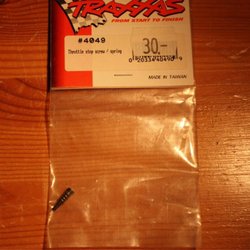 TRAXXAS
FROM START TO FINISH
#4049
Throttle stop screw / spring
30.-
MADE IN TAIWAN